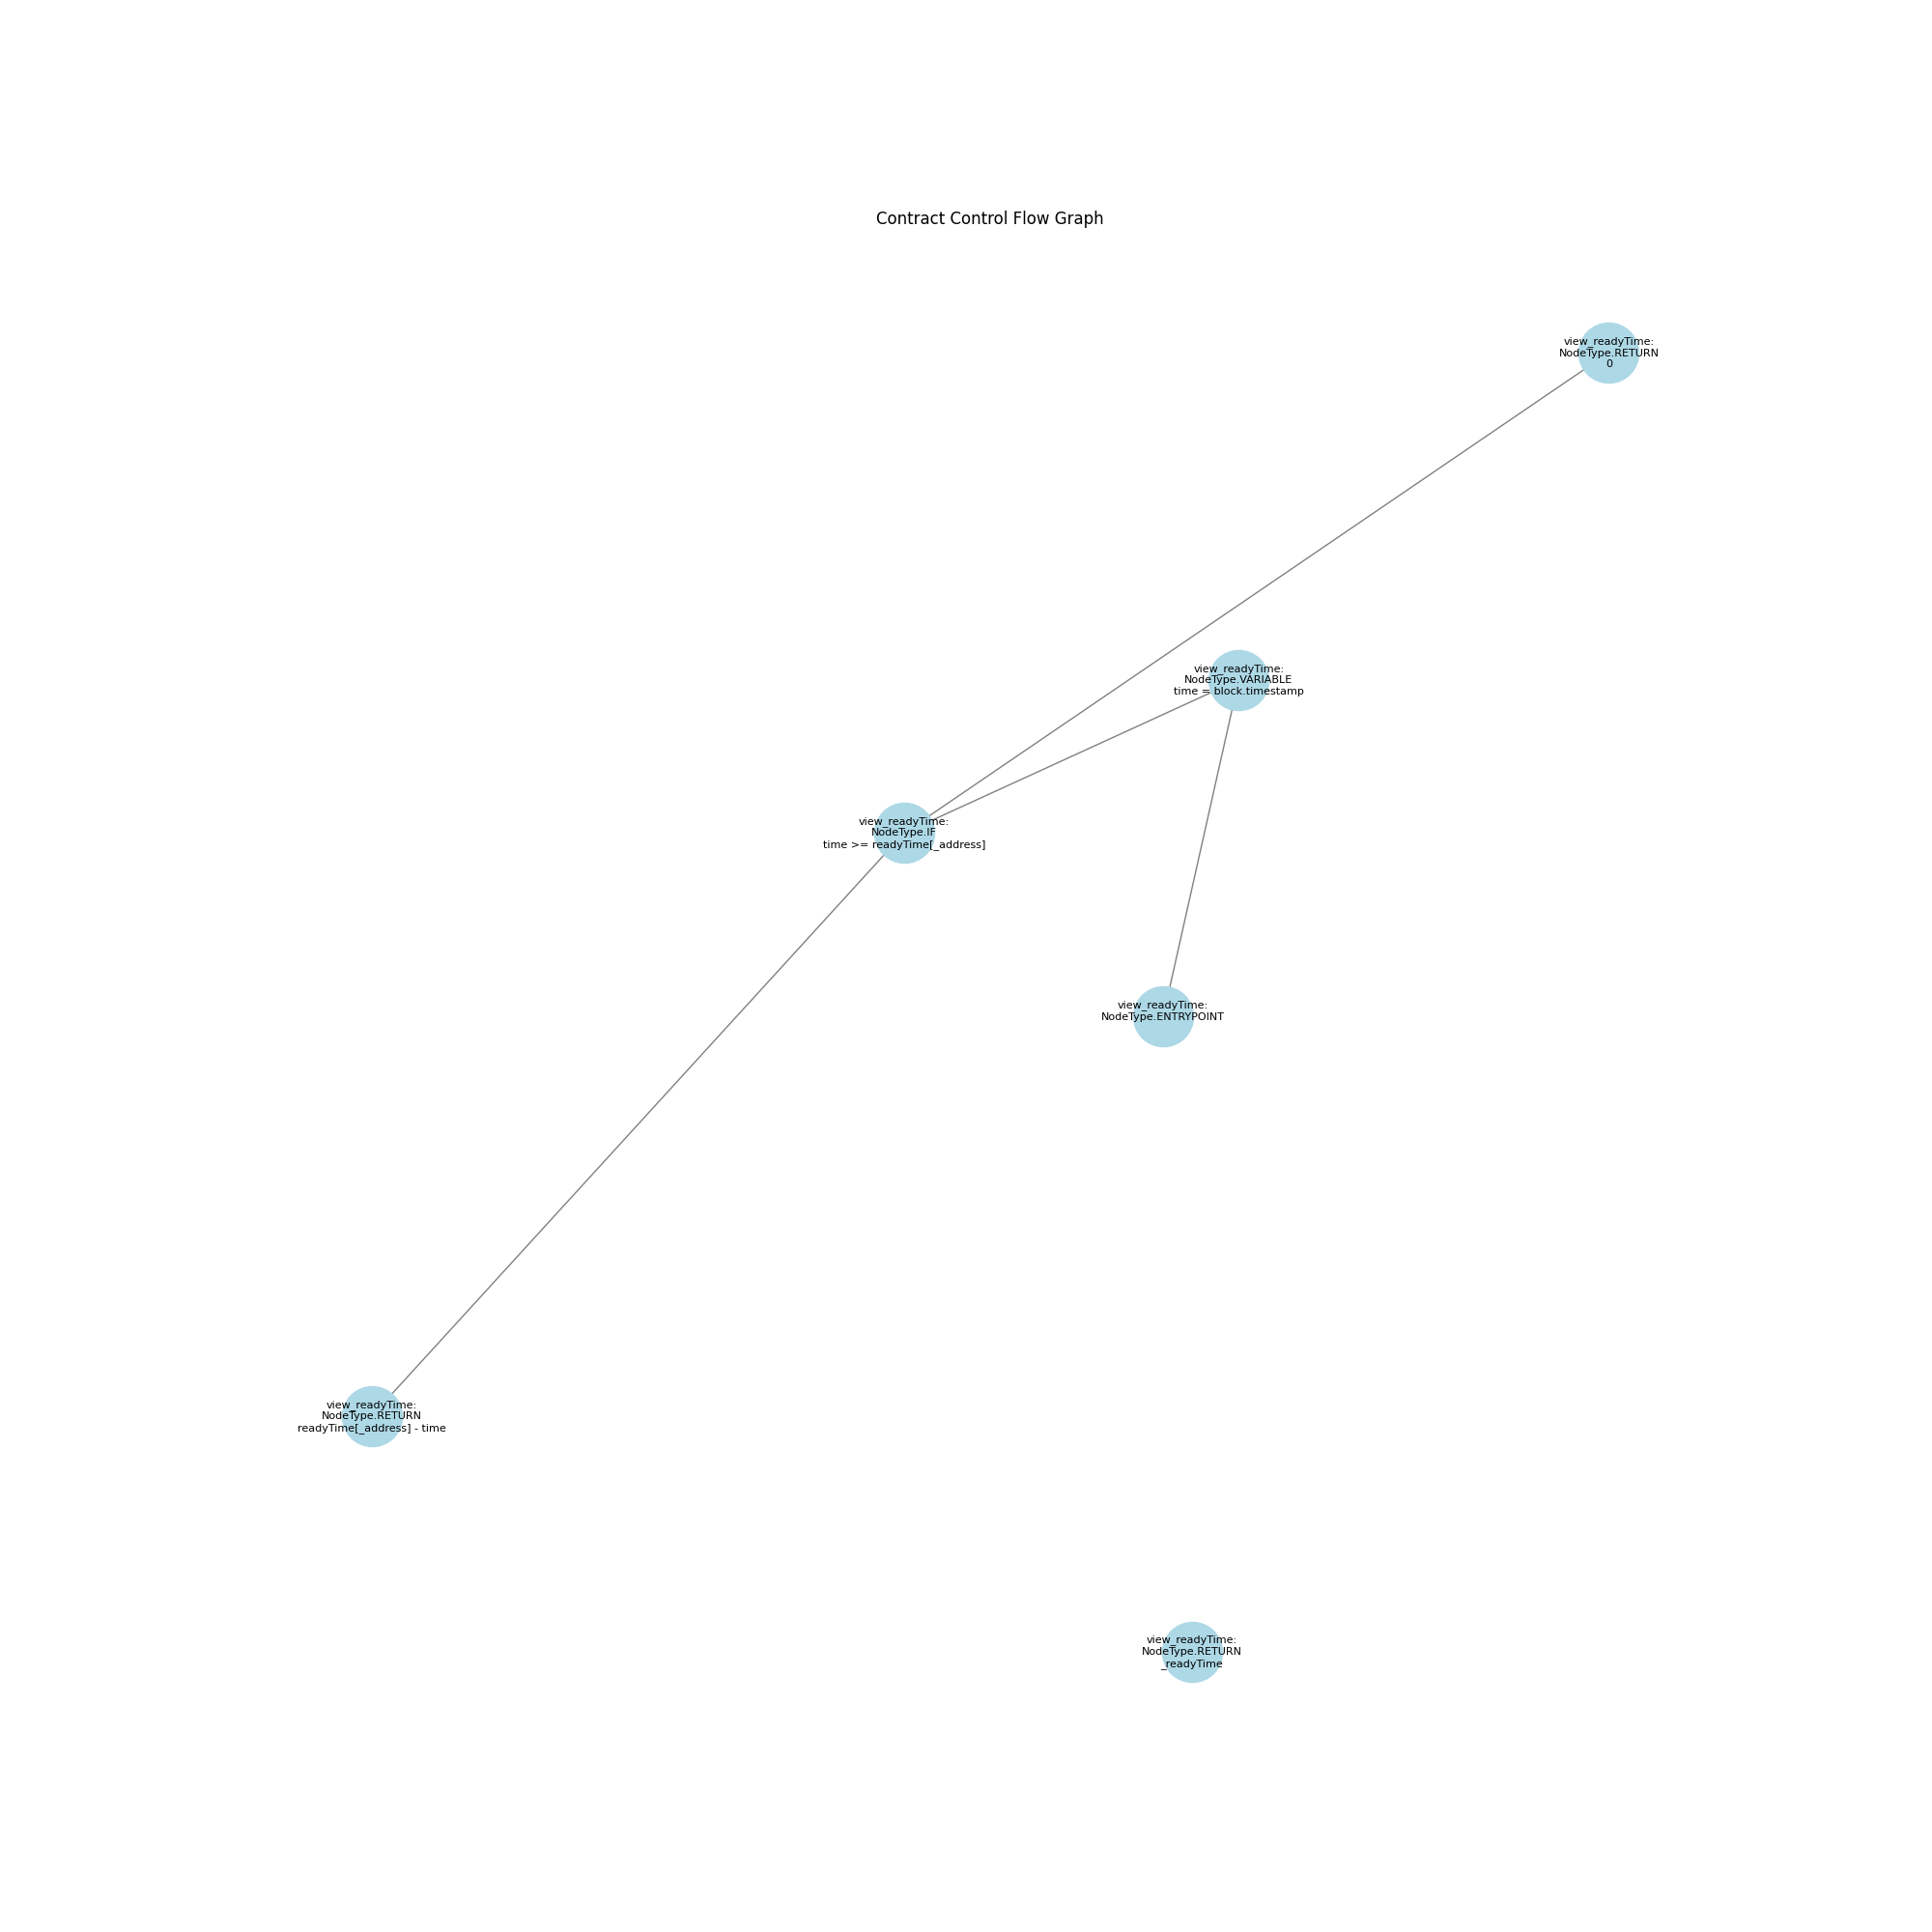 Contract Control Flow Graph
view_readyTime:
NodeType.RETURN
0
view_readyTime:
NodeType.VARIABLE
time = block.timestamp
view_readyTime:
NodeType.IF
time >= readyTime[_address]
view_readyTime:
NodeType.ENTRYPOINT
view_readyTime:
NodeType.RETURN
readyTime[_address] - time
view_readyTime:
NodeType.RETURN
_readyTime